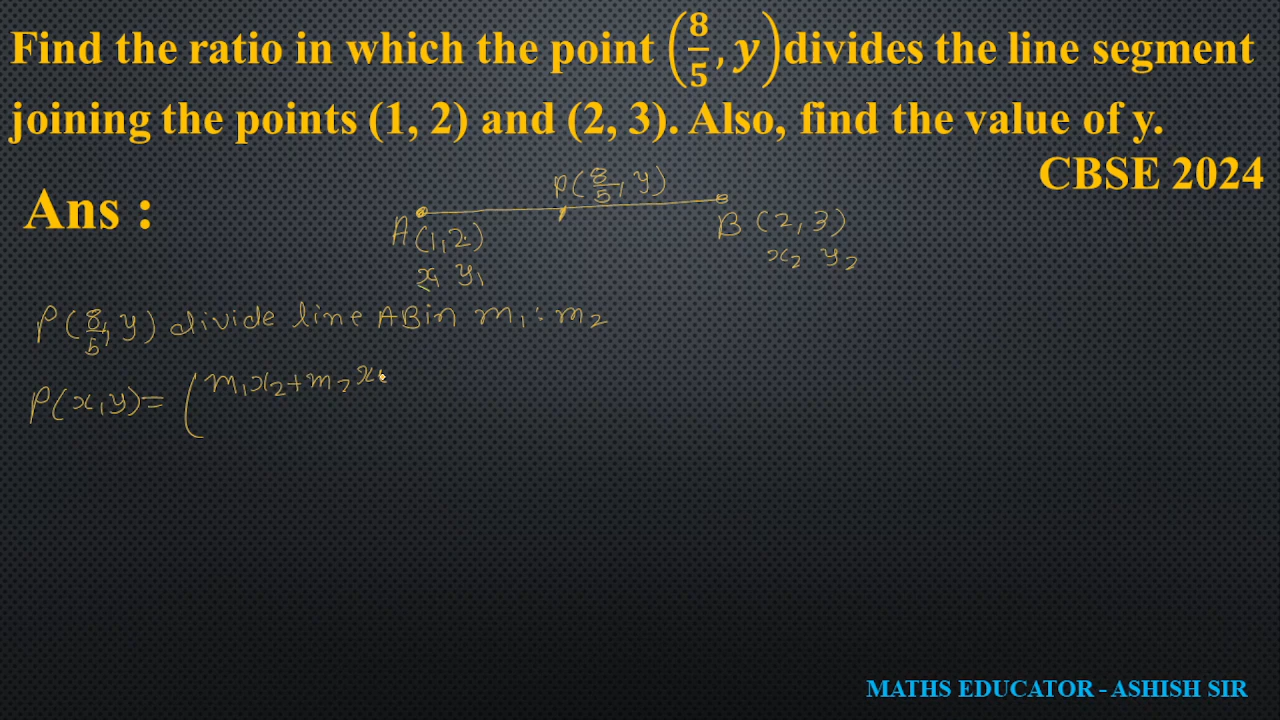 Find the ratio in which the point (8/5, y) divides the line segment
joining the points (1, 2) and (2, 3). Also, find the value of y.
CBSE 2024
Ans :
P(8/5, y)
A (1, 2)
x₁ y₁
B (2, 3)
x₂ y₂
P(8/5, y) divide line AB in m₁ : m₂
P(x, y) = (m₁x₂ + m₂x
MATHS EDUCATOR - ASHISH SIR